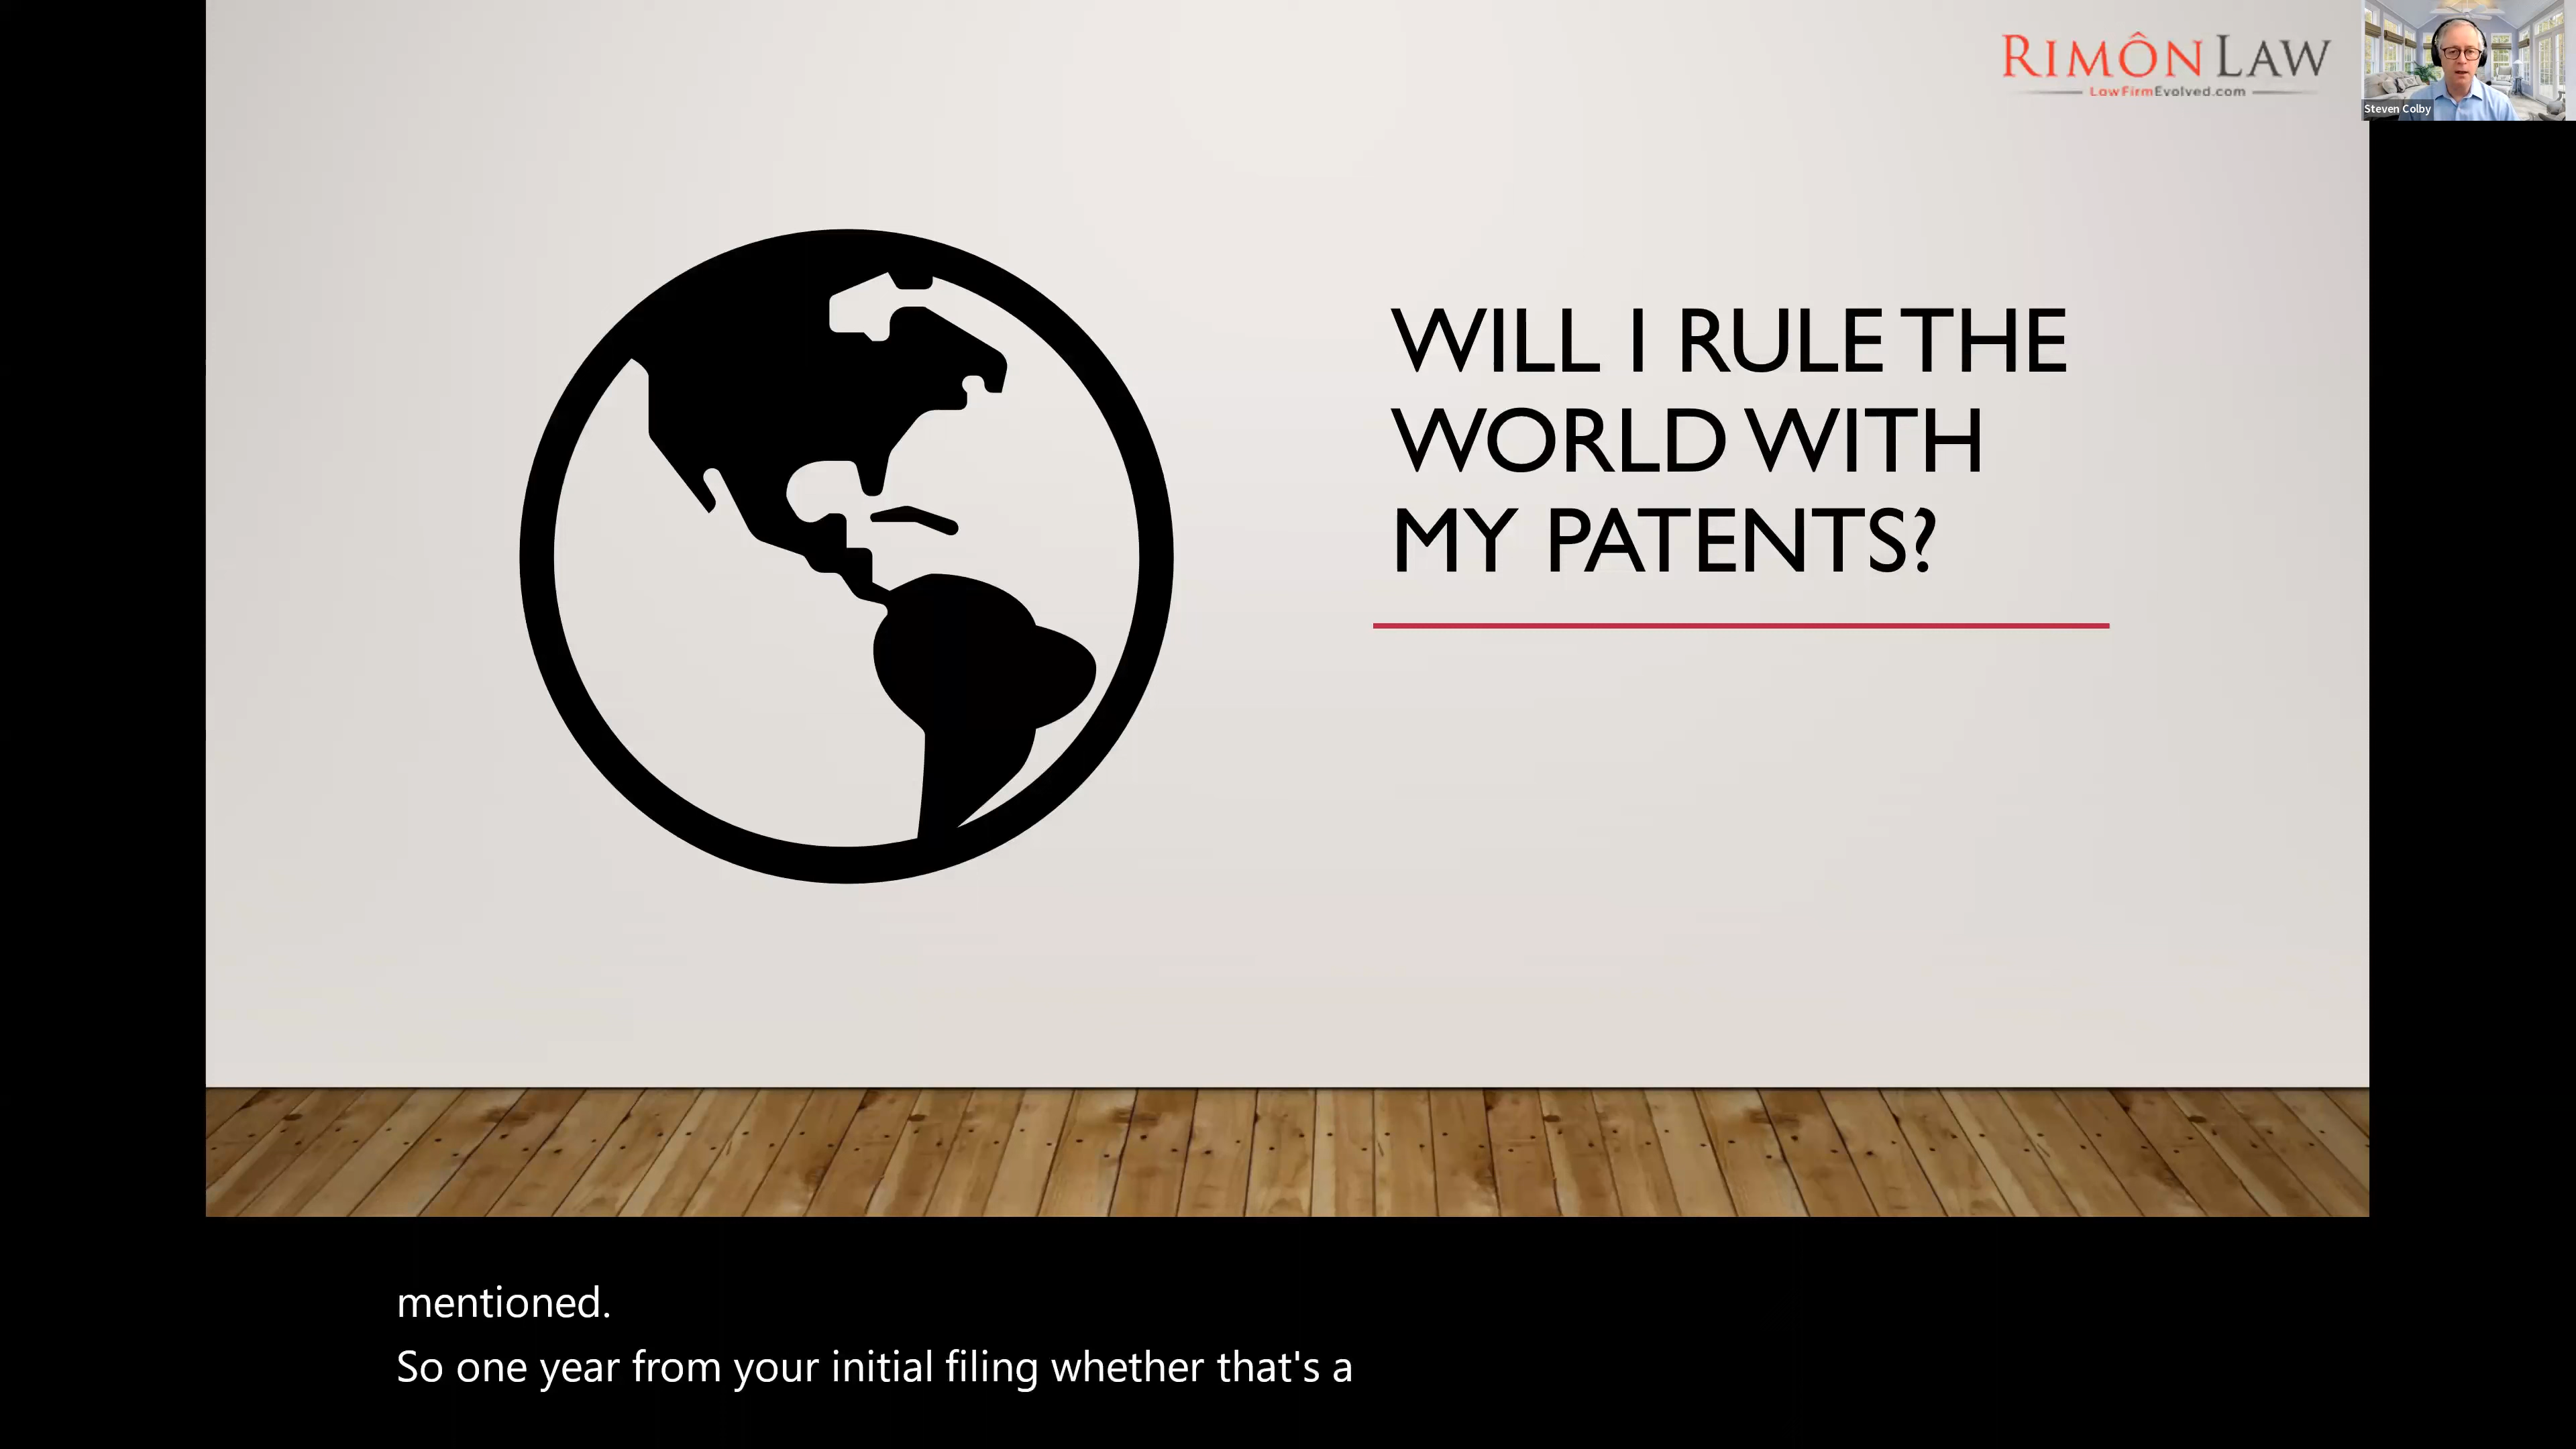 RIMÔN LAW
LawFirmEvolved.com
Steven Colby
WILL I RULE THE
WORLD WITH
MY PATENTS?
mentioned.
So one year from your initial filing whether that's a